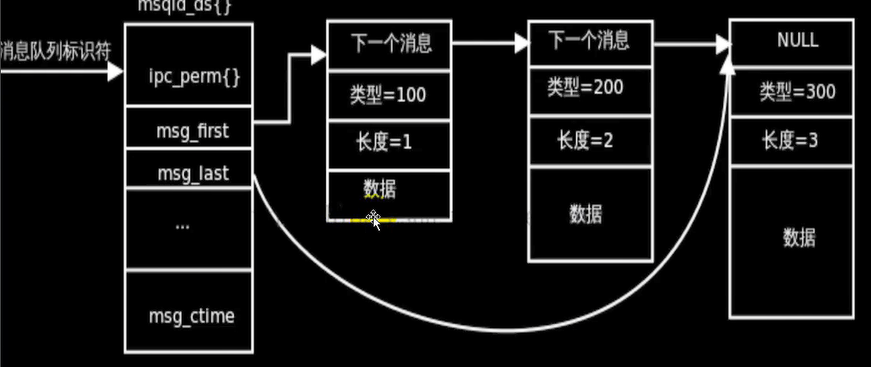 msqid_ds{}
消息队列标识符
ipc_perm{}
msg_first
msg_last
...
msg_ctime
下一个消息
类型=100
长度=1
数据
下一个消息
类型=200
长度=2
数据
NULL
类型=300
长度=3
数据